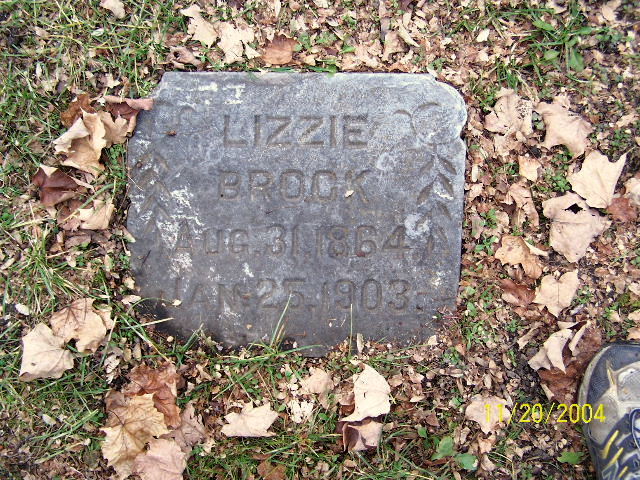 LIZZIE
BROCK
AUG. 31, 1864
JAN. 25, 1903.
11/20/2004